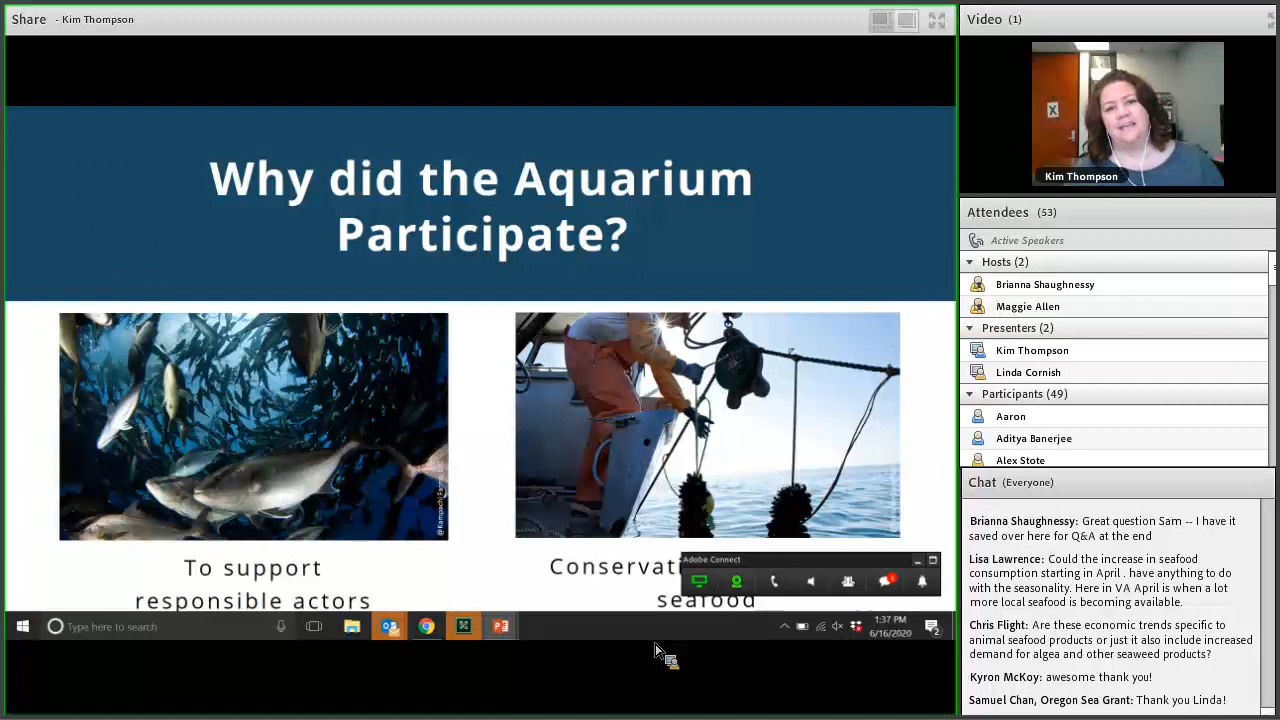 Share - Kim Thompson
Why did the Aquarium
Participate?
@Kampachi Far
To support
responsible actors
Conservati
seafood
Adobe Connect
Type here to search
1:37 PM
6/16/2020
2
Video (1)
X
Kim Thompson
Attendees (53)
Active Speakers
Hosts (2)
Brianna Shaughnessy
Maggie Allen
Presenters (2)
Kim Thompson
Linda Cornish
Participants (49)
Aaron
Aditya Banerjee
Alex Stote
Chat (Everyone)
Brianna Shaughnessy: Great question Sam -- I have
saved over here for Q&A at the end
Lisa Lawrence: Could the increase in seafood
consumption starting in April , have anything to do
with the seasonality. Here in VA April is when a lot
more local seafood is becoming available.
Chris Flight: Are these economic trends specific to
animal seafood products or just it also include increased
demand for algea and other seaweed products?
Kyron McKoy: awesome thank you!
Samuel Chan, Oregon Sea Grant: Thank you Linda!